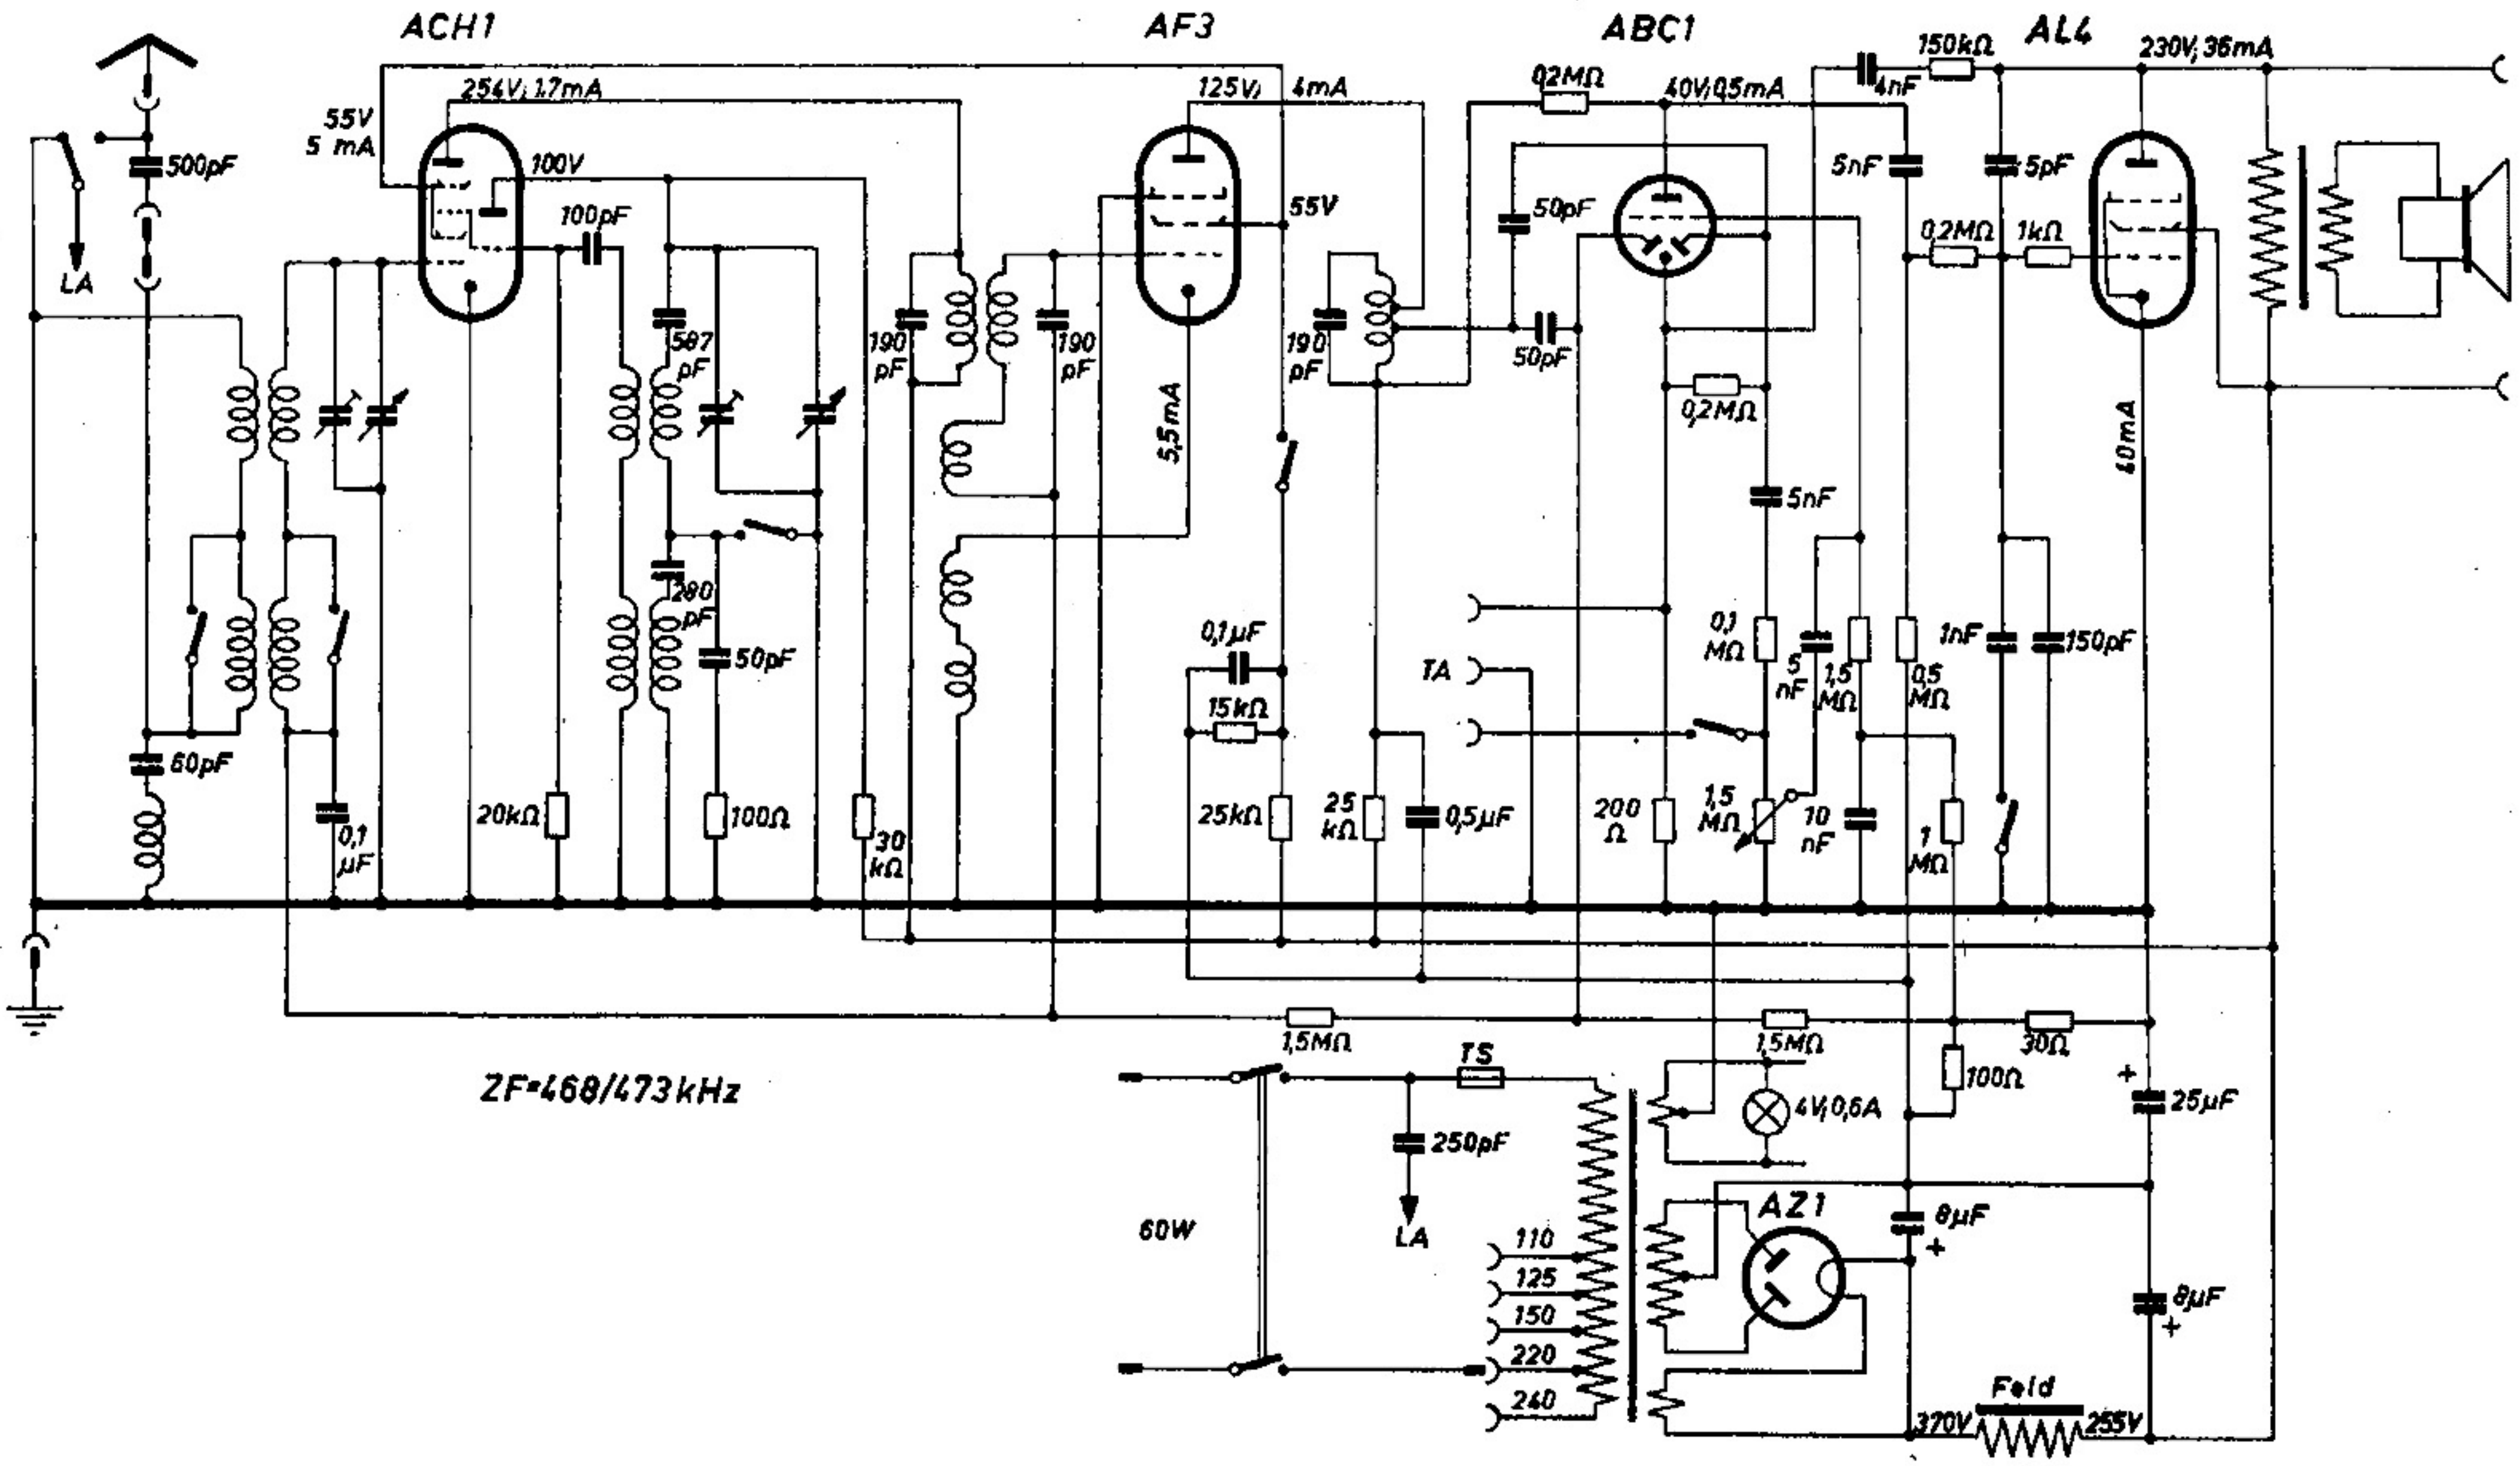 ACH1
AF3
ABC1
AL4
254V; 1.7mA
55V
5 mA
500pF
LA
100V
100pF
587
pF
190
pF
190
pF
280
pF
50pF
60pF
0,1
µF
20kΩ
100Ω
30
kΩ
125V; 4mA
55V
5,5mA
190
pF
0,1µF
15kΩ
25kΩ
25
kΩ
0,5µF
0,2MΩ
40V; 0,5mA
50pF
50pF
0,2MΩ
5nF
0,1
MΩ
TA
200
Ω
1,5
MΩ
5
nF
1,5
MΩ
10
nF
4nF
150kΩ
230V; 36mA
5nF
5pF
0,2MΩ
1kΩ
40mA
0,5
MΩ
1nF
150pF
1
MΩ
1,5MΩ
1,5MΩ
30Ω
100Ω
+
25µF
ZF=468/473kHz
TS
250pF
LA
60W
110
125
150
220
240
4V; 0,6A
AZ1
8µF
+
8µF
+
Feld
370V
255V